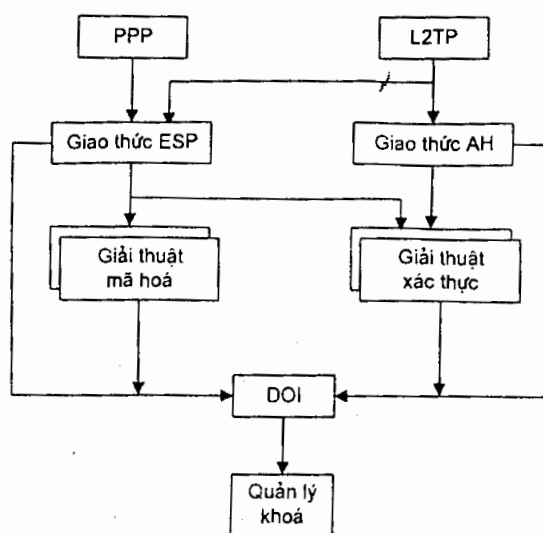 PPP
L2TP
Giao thức ESP
Giao thức AH
Giải thuật
mã hoá
Giải thuật
xác thực
DOI
Quản lý
khoá